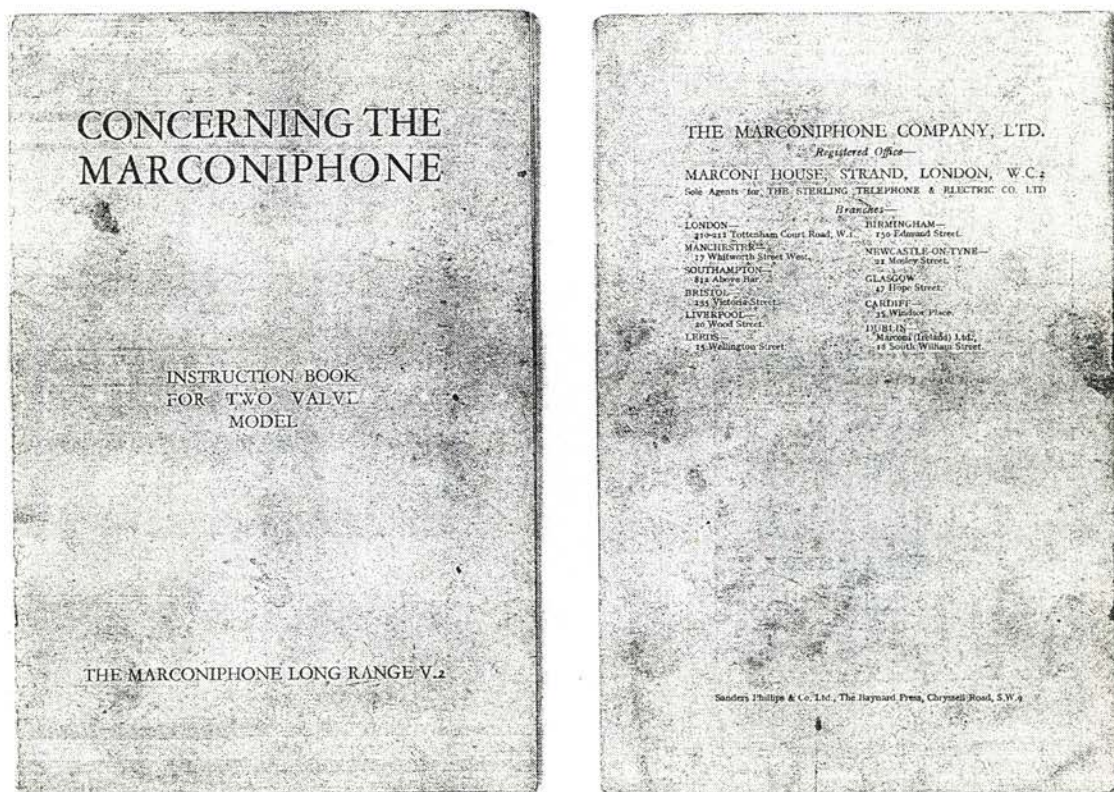 CONCERNING THE
MARCONIPHONE
INSTRUCTION BOOK
FOR TWO VALVE
MODEL
THE MARCONIPHONE LONG RANGE V.2
THE MARCONIPHONE COMPANY, LTD.
Registered Office—
MARCONI HOUSE, STRAND, LONDON, W.C.2
Sole Agents for THE STERLING TELEPHONE & ELECTRIC CO. LTD
Branches—
LONDON—
210-212 Tottenham Court Road, W.1.
MANCHESTER—
17 Whitworth Street West.
SOUTHAMPTON—
Above Bar.
BRISTOL—
Victoria Street.
LIVERPOOL—
20 Wood Street.
LEEDS—
15 Wellington Street.
BIRMINGHAM—
150 Edmund Street.
NEWCASTLE-ON-TYNE—
21 Mosley Street.
GLASGOW
47 Hope Street.
CARDIFF—
Windsor Place.
DUBLIN—
Marconi (Ireland) Ltd.,
South William Street.
Sanders Phillips & Co. Ltd., The Baynard Press, Chryssell Road, S.W.9